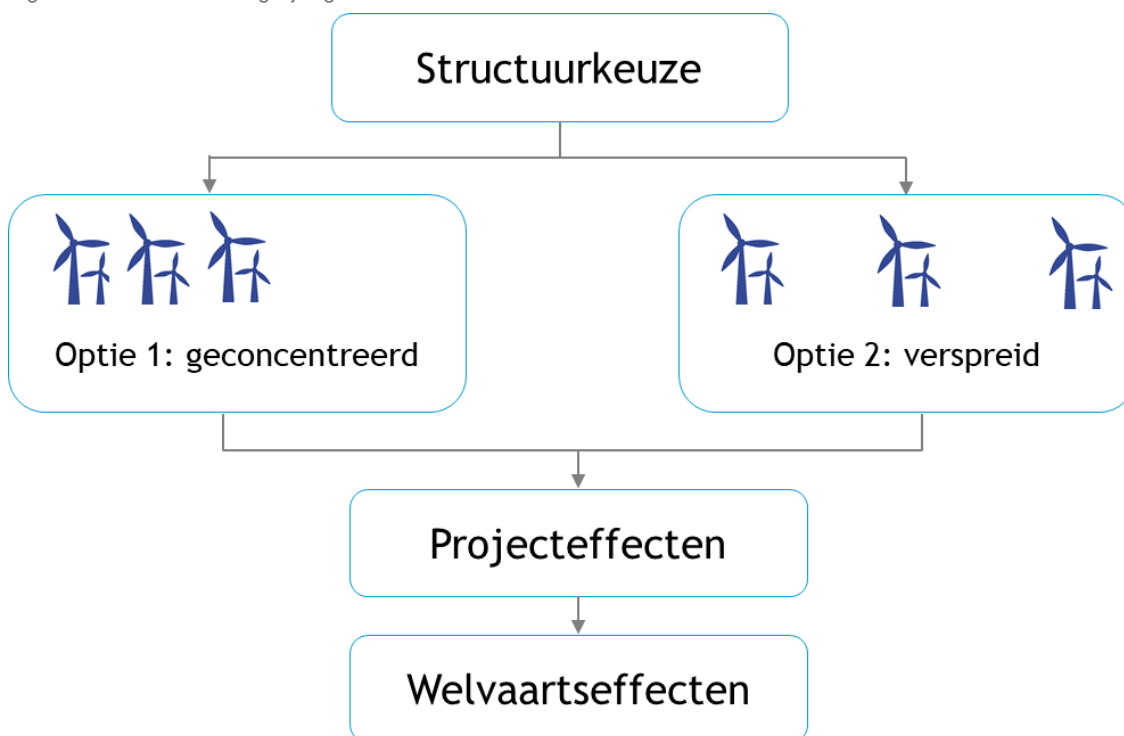 Structuurkeuze
Optie 1: geconcentreerd
Optie 2: verspreid
Projecteffecten
Welvaartseffecten